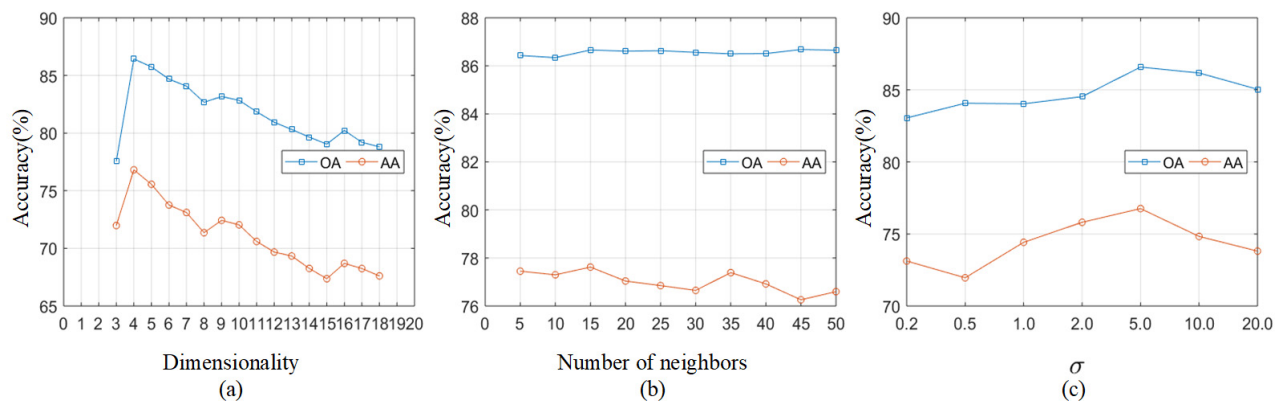 90
85
80
75
70
65
Accuracy(%)
OA AA
0 1 2 3 4 5 6 7 8 9 10 11 12 13 14 15 16 17 18 19 20
Dimensionality
(a)
88
86
84
82
80
78
76
Accuracy(%)
OA AA
0 5 10 15 20 25 30 35 40 45 50
Number of neighbors
(b)
90
85
80
75
70
Accuracy(%)
OA AA
0.2 0.5 1.0 2.0 5.0 10.0 20.0
σ
(c)